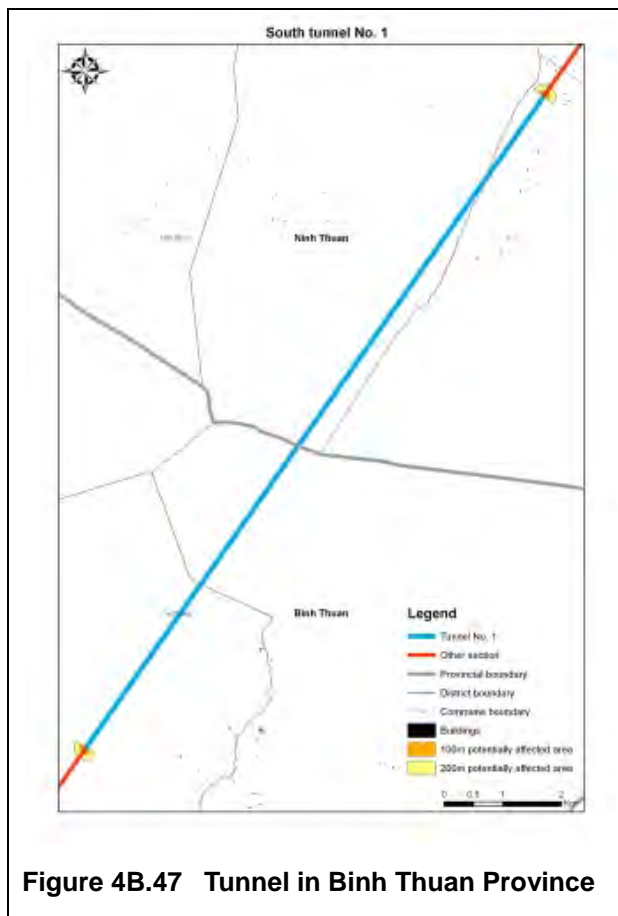 South tunnel No. 1
Ninh Thuan
Binh Thuan
Legend
Tunnel No. 1
Other section
Provincial boundary
District boundary
Commune boundary
Buildings
100m potentially affected area
200m potentially affected area
0 0.5 1 2
Figure 4B.47 Tunnel in Binh Thuan Province